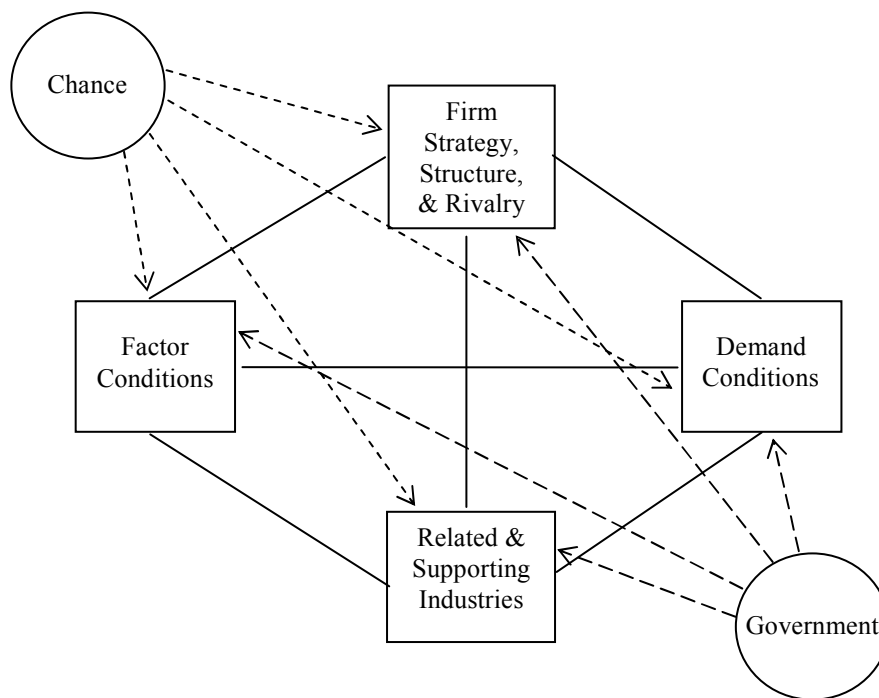 Chance
Firm
Strategy,
Structure,
& Rivalry
Factor
Conditions
Demand
Conditions
Related &
Supporting
Industries
Government